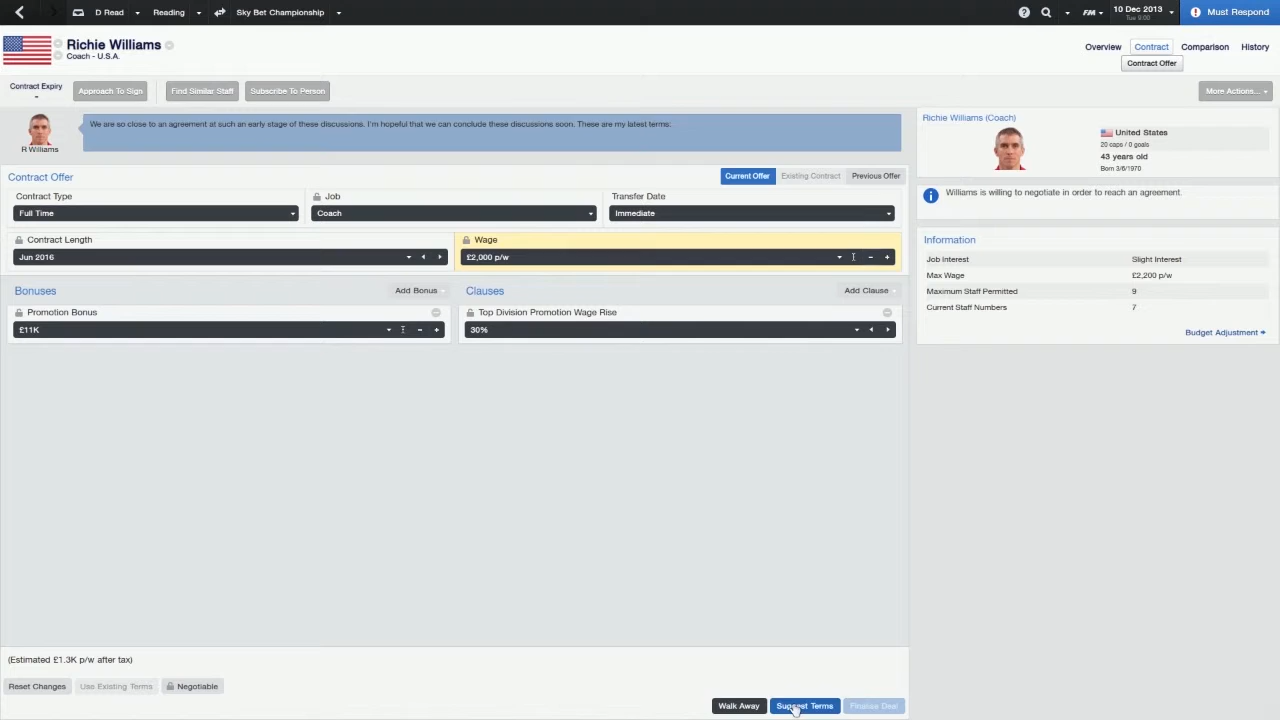 D Read Reading Sky Bet Championship FM 10 Dec 2013 Must Respond
Tue 9:00
Richie Williams
Coach - U.S.A.
Overview Contract Comparison History
Contract Offer
Contract Expiry
-
Approach To Sign Find Similar Staff Subscribe To Person More Actions...
R Williams
We are so close to an agreement at such an early stage of these discussions. I'm hopeful that we can conclude these discussions soon. These are my latest terms:
Contract Offer Current Offer Existing Contract Previous Offer
Contract Type Job Transfer Date
Full Time Coach Immediate
Contract Length Wage
Jun 2016 £2,000 p/w
Bonuses Add Bonus Clauses Add Clause
Promotion Bonus Top Division Promotion Wage Rise
£11K 30%
Richie Williams (Coach)
United States
20 caps / 0 goals
43 years old
Born 3/6/1970
Williams is willing to negotiate in order to reach an agreement.
Information
Job Interest Slight Interest
Max Wage £2,200 p/w
Maximum Staff Permitted 9
Current Staff Numbers 7
Budget Adjustment
(Estimated £1.3K p/w after tax)
Reset Changes Use Existing Terms Negotiable
Walk Away Suggest Terms Finalise Deal